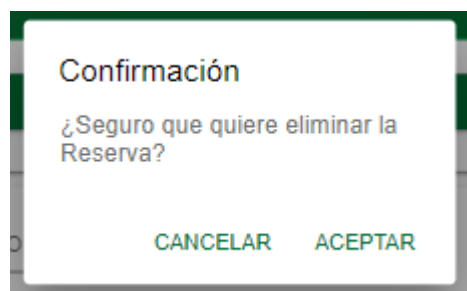 Confirmación
¿Seguro que quiere eliminar la
Reserva?
CANCELAR ACEPTAR